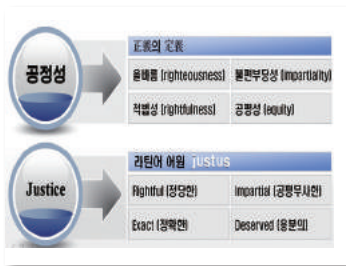 正義의 定義
공정성
올바름 (righteousness) 불편부당성 (impartiality)
적법성 (rightfulness) 공평성 (equity)
라틴어 어원 justus
Justice
Rightful (정당한) Impartial (공평무사한)
Exact (정확한) Deserved (응분의)